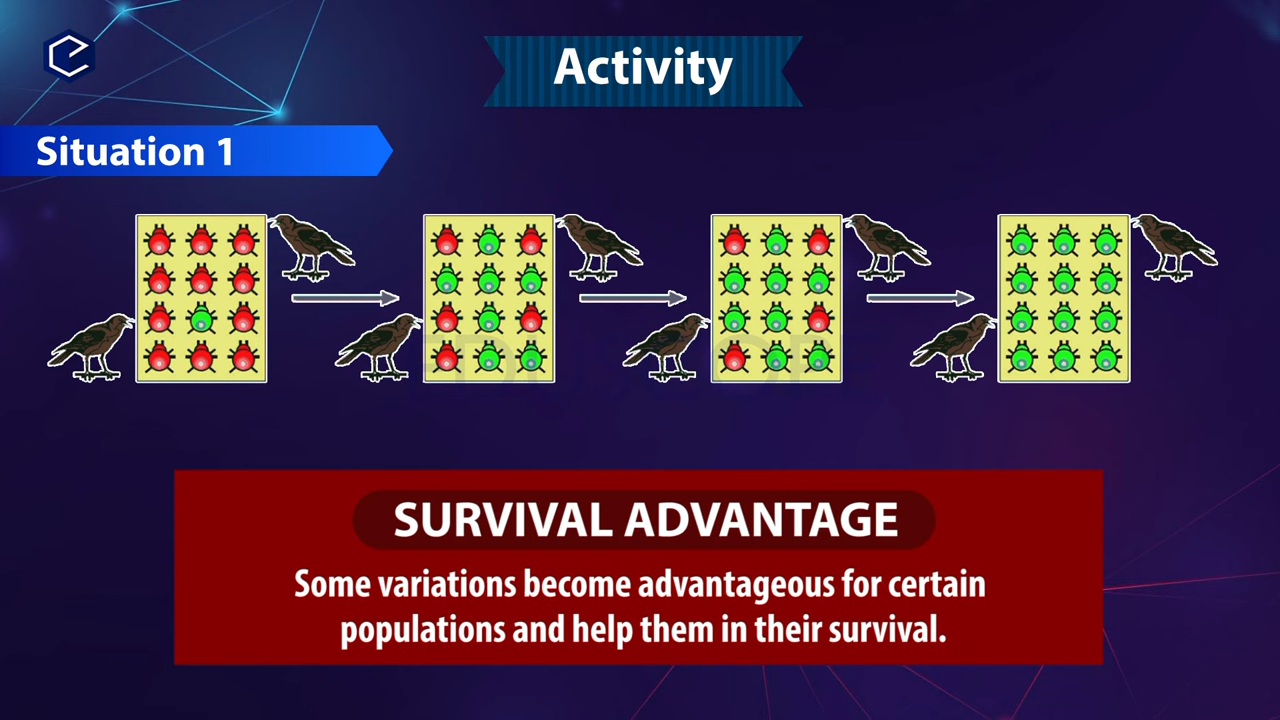 Activity
Situation 1
SURVIVAL ADVANTAGE
Some variations become advantageous for certain
populations and help them in their survival.